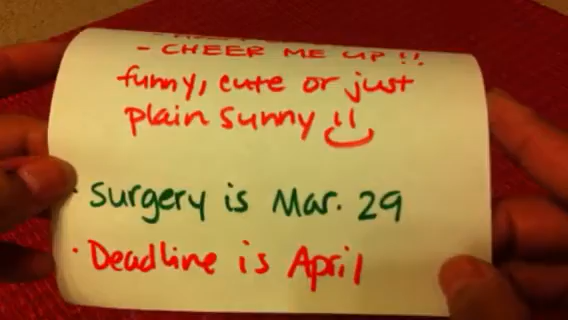 - CHEER ME UP !!
funny, cute or just
plain sunny !!
· Surgery is Mar. 29
· Deadline is April